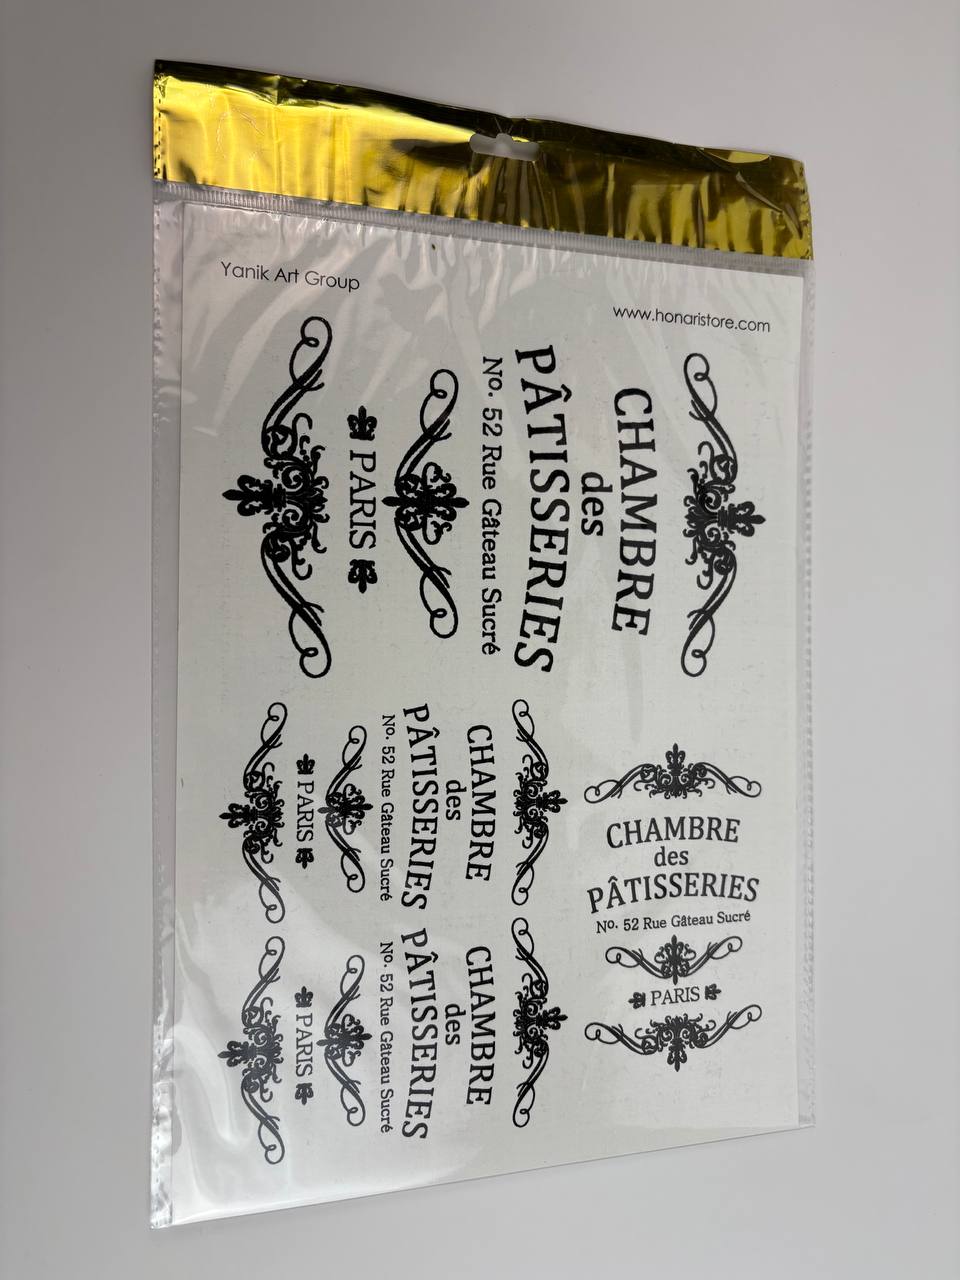 Yanik Art Group
www.honaristore.com
CHAMBRE
des
PÂTISSERIES
No. 52 Rue Gâteau Sucré
PARIS
CHAMBRE
des
PÂTISSERIES
No. 52 Rue Gâteau Sucré
PARIS
CHAMBRE
des
PÂTISSERIES
No. 52 Rue Gâteau Sucré
PARIS
CHAMBRE
des
PÂTISSERIES
No. 52 Rue Gâteau Sucré
PARIS